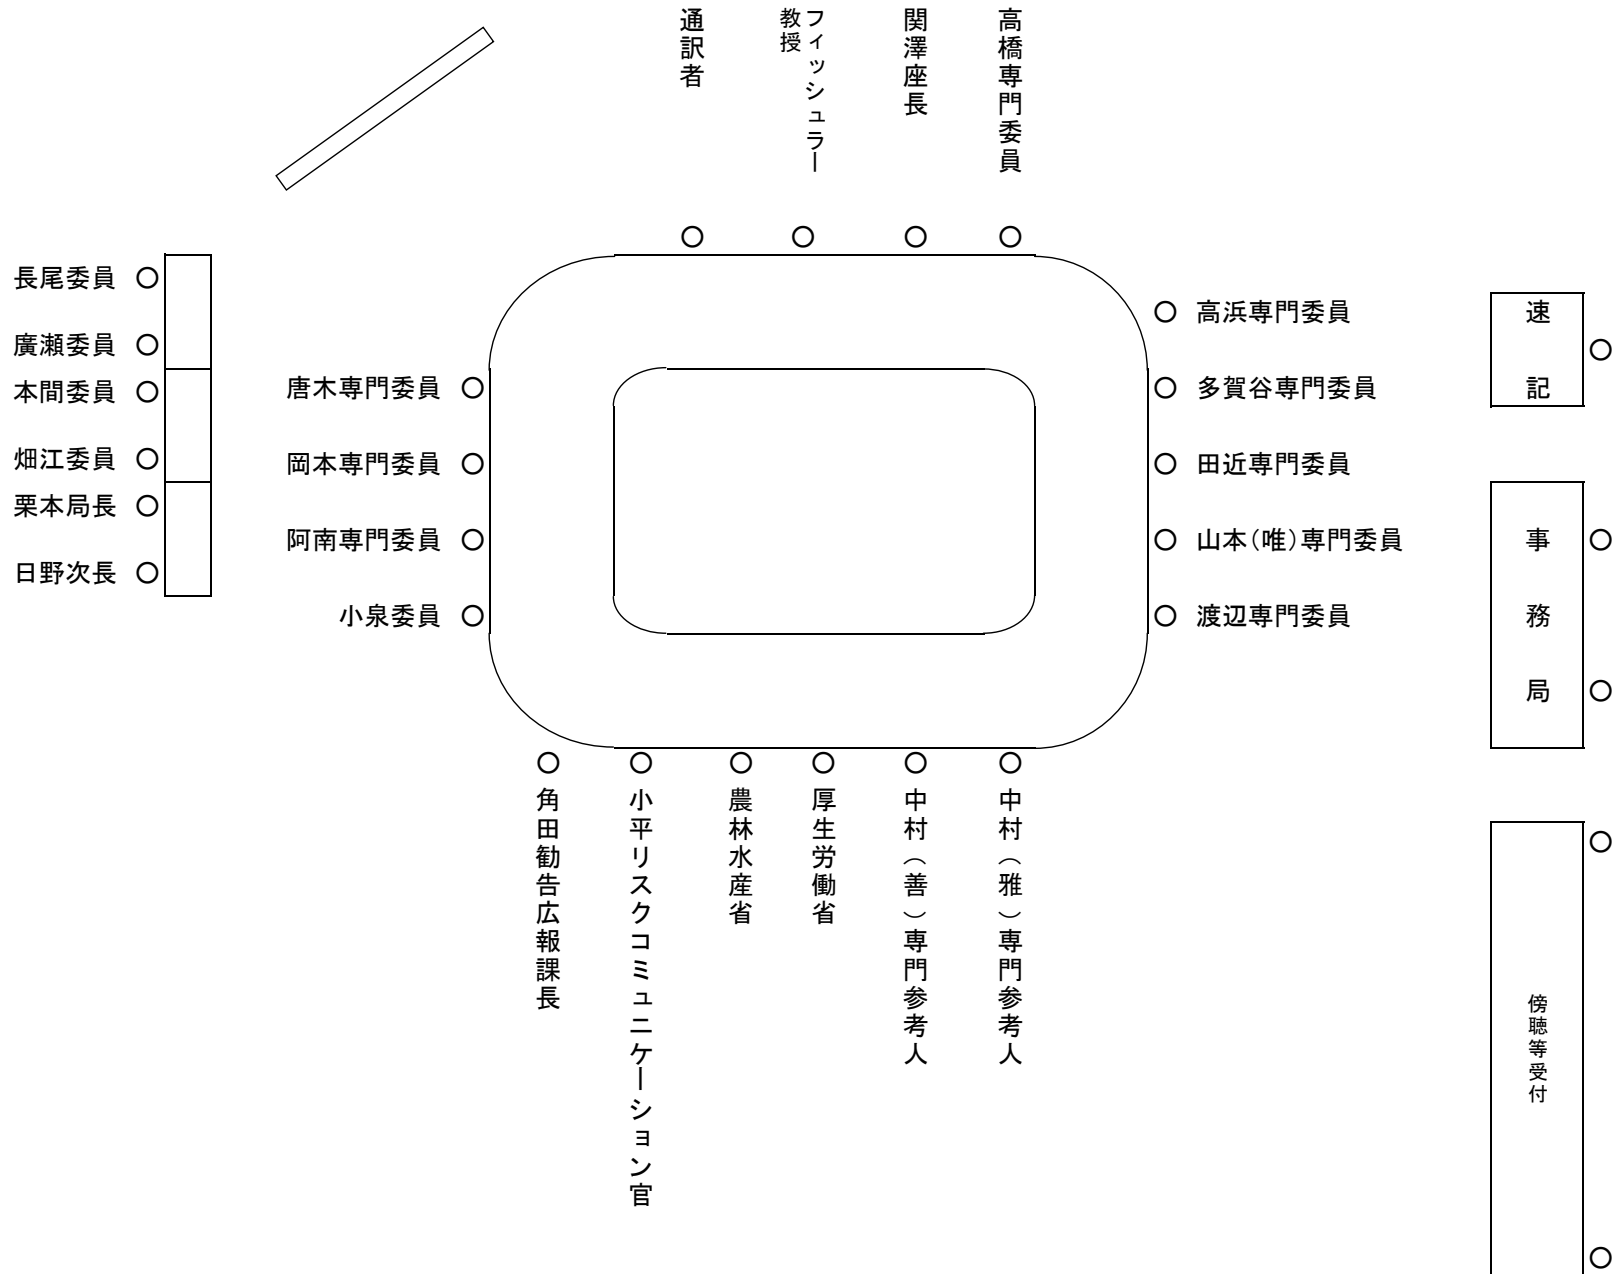 通訳者
フィッシュラー
教授
関澤座長
高橋専門委員
長尾委員
廣瀬委員
本間委員
畑江委員
栗本局長
日野次長
唐木専門委員
岡本専門委員
阿南専門委員
小泉委員
高浜専門委員
多賀谷専門委員
田近専門委員
山本（唯）専門委員
渡辺専門委員
速記
事務局
傍聴等受付
角田勧告広報課長
小平リスクコミュニケーション官
農林水産省
厚生労働省
中村（善）専門参考人
中村（雅）専門参考人